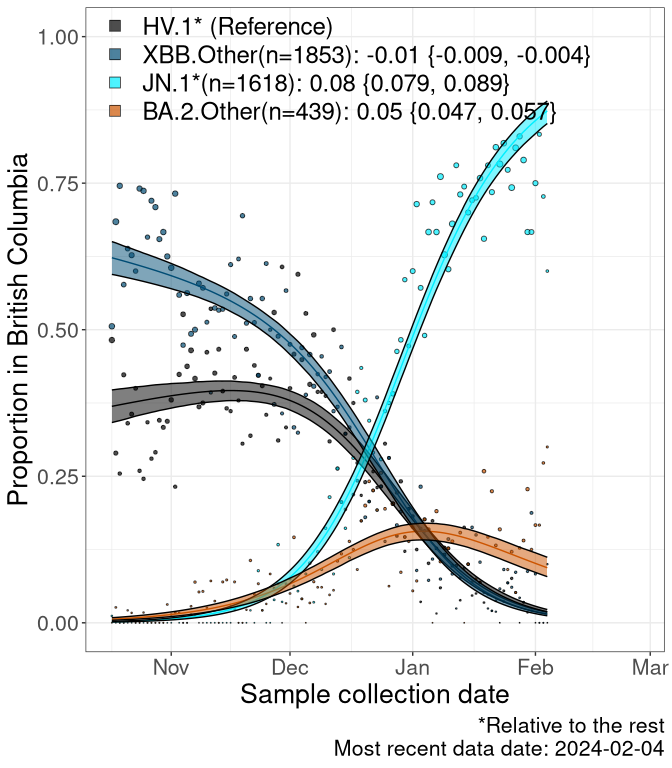 HV.1* (Reference)
XBB.Other(n=1853): -0.01 {-0.009, -0.004}
JN.1*(n=1618): 0.08 {0.079, 0.089}
BA.2.Other(n=439): 0.05 {0.047, 0.057}
1.00
0.75
0.50
0.25
0.00
Proportion in British Columbia
Nov Dec Jan Feb Mar
Sample collection date
*Relative to the rest
Most recent data date: 2024-02-04